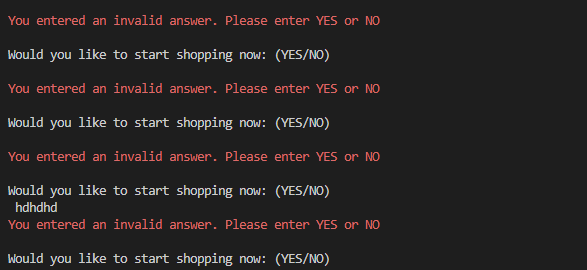 You entered an invalid answer. Please enter YES or NO
Would you like to start shopping now: (YES/NO)
You entered an invalid answer. Please enter YES or NO
Would you like to start shopping now: (YES/NO)
You entered an invalid answer. Please enter YES or NO
Would you like to start shopping now: (YES/NO)
hdhdhd
You entered an invalid answer. Please enter YES or NO
Would you like to start shopping now: (YES/NO)